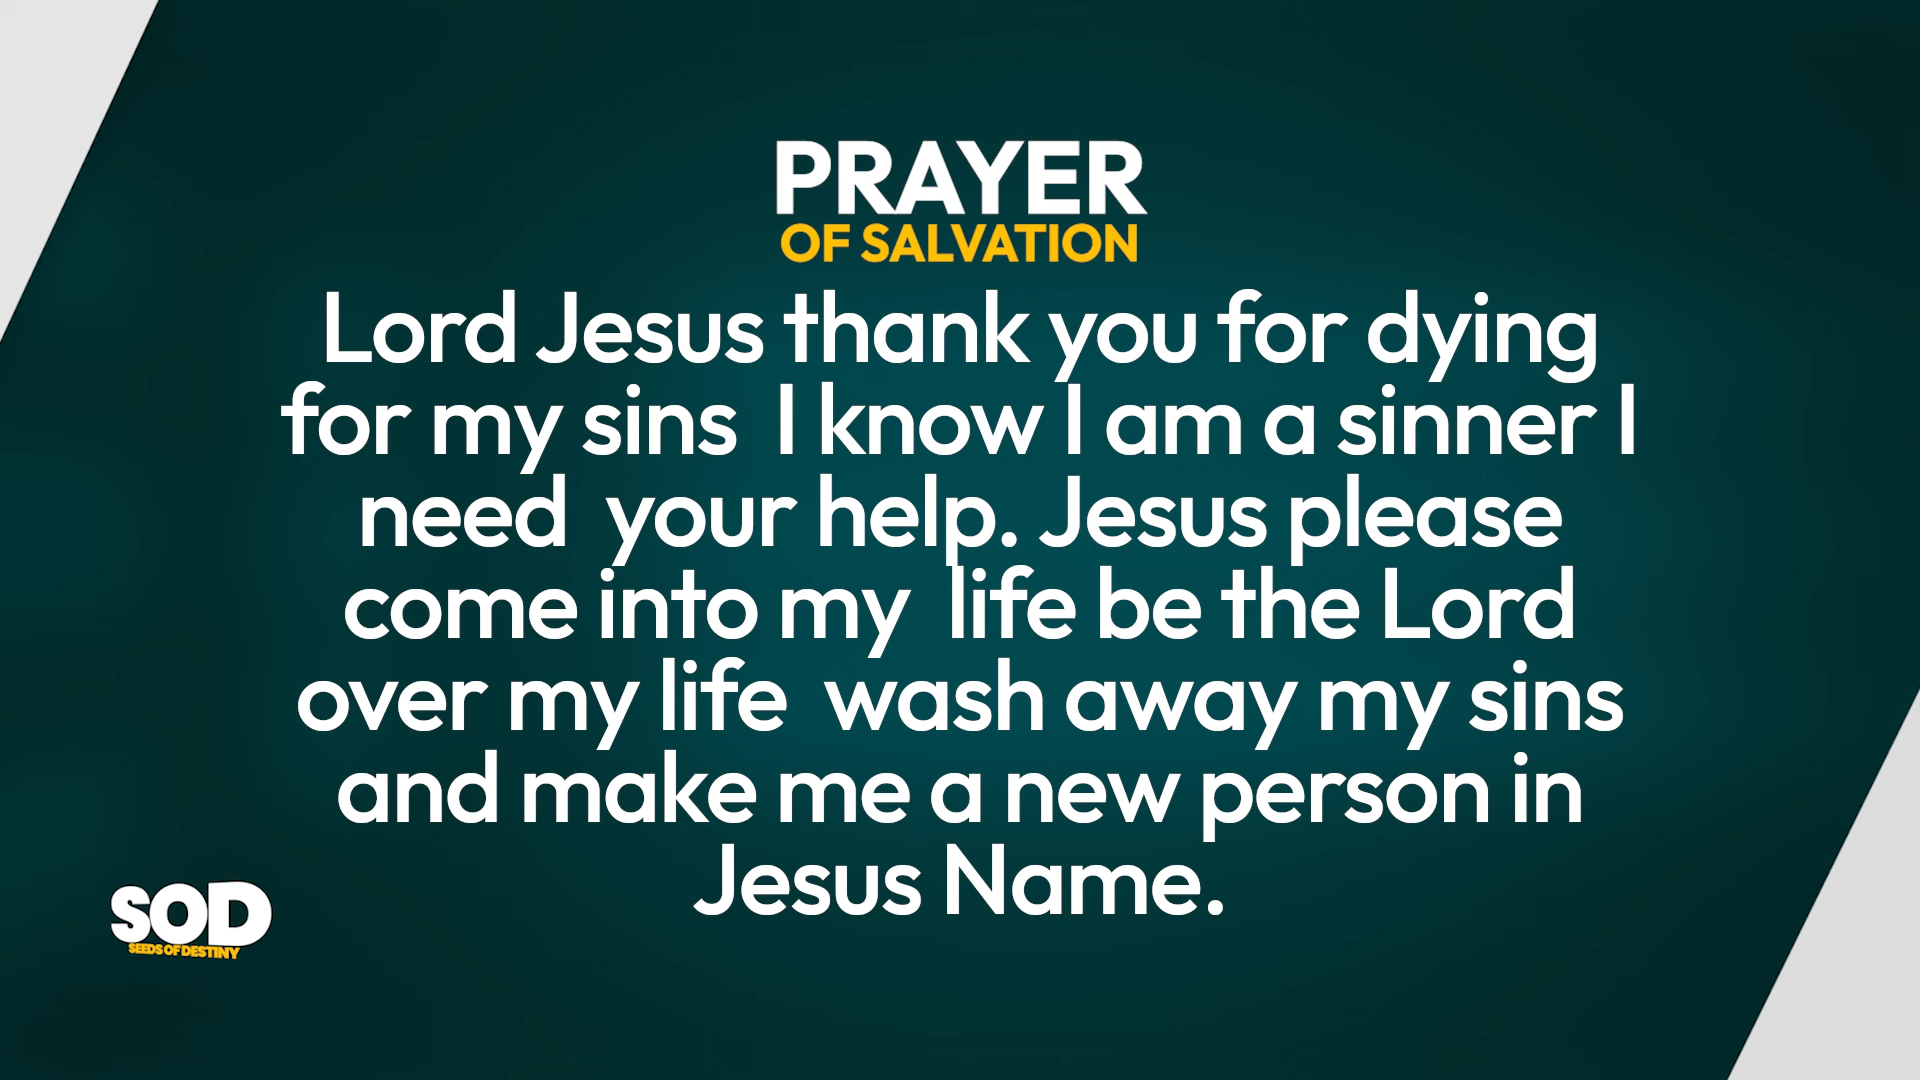 PRAYER
OF SALVATION
Lord Jesus thank you for dying
for my sins  I know I am a sinner I
need  your help. Jesus please
come into my  life be the Lord
over my life  wash away my sins
and make me a new person in
Jesus Name.
SOD
SEEDS OF DESTINY